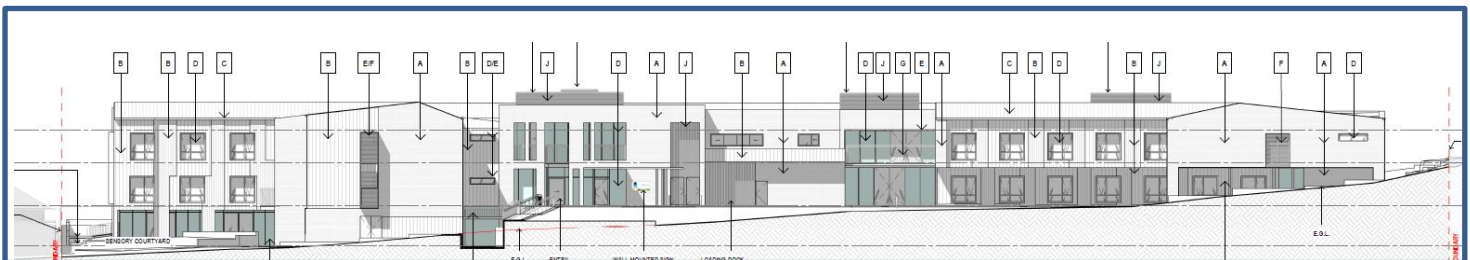 B B D C B E/F A B D/E J D A J B A D J G E A C B D B J A F A D
SENSORY COURTYARD
E.G.L.
E.G.L. ENTRY WALL MOUNTED SIGN LOADING DOCK